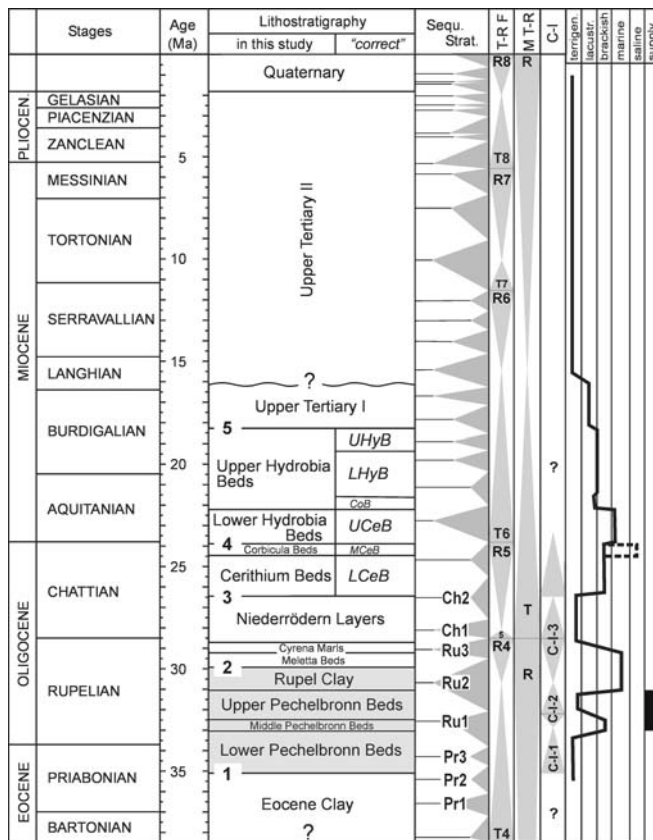 Stages
Age
(Ma)
Lithostratigraphy
in this study
"correct"
Sequ.
Strat.
T-R F
M T-R
C-I
terrigen.
lacustr.
brackish
marine
saline
supply
Quaternary
R8
R
PLIOCEN.
GELASIAN
PIACENZIAN
ZANCLEAN
5
T8
MIOCENE
MESSINIAN
R7
TORTONIAN
Upper Tertiary II
10
T7
R6
SERRAVALLIAN
15
LANGHIAN
?
Upper Tertiary I
BURDIGALIAN
5
UHyB
20
Upper Hydrobia
Beds
LHyB
?
AQUITANIAN
CoB
Lower Hydrobia
Beds
UCeB
T6
4
Corbicula Beds
MCeB
R5
OLIGOCENE
CHATTIAN
25
Cerithium Beds
LCeB
3
Ch2
T
Niederrödern Layers
Ch1
5
C-I-3
RUPELIAN
Cyrena Marls
Ru3
R4
Meletta Beds
30
2
Rupel Clay
Ru2
R
Upper Pechelbronn Beds
C-I-2
Middle Pechelbronn Beds
Ru1
Lower Pechelbronn Beds
C-I-1
EOCENE
PRIABONIAN
35
1
Pr3
Pr2
Eocene Clay
Pr1
?
BARTONIAN
?
T4